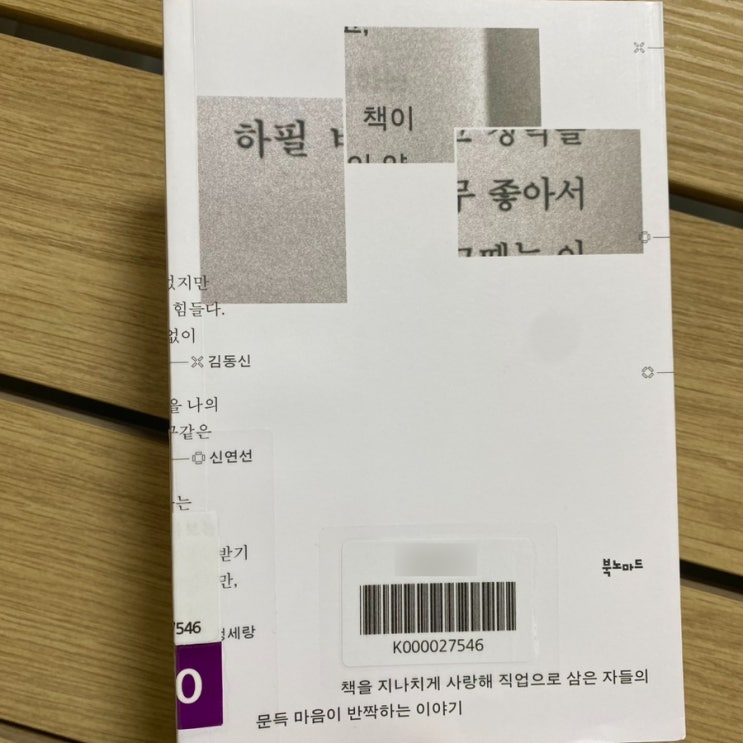 책이
하필
좋아서
없지만
힘들다.
없이
김동신
을 나의
같은
신연선
는
받기
만,
7546
정세랑
0
북노마드
K000027546
책을 지나치게 사랑해 직업으로 삼은 자들의
문득 마음이 반짝하는 이야기